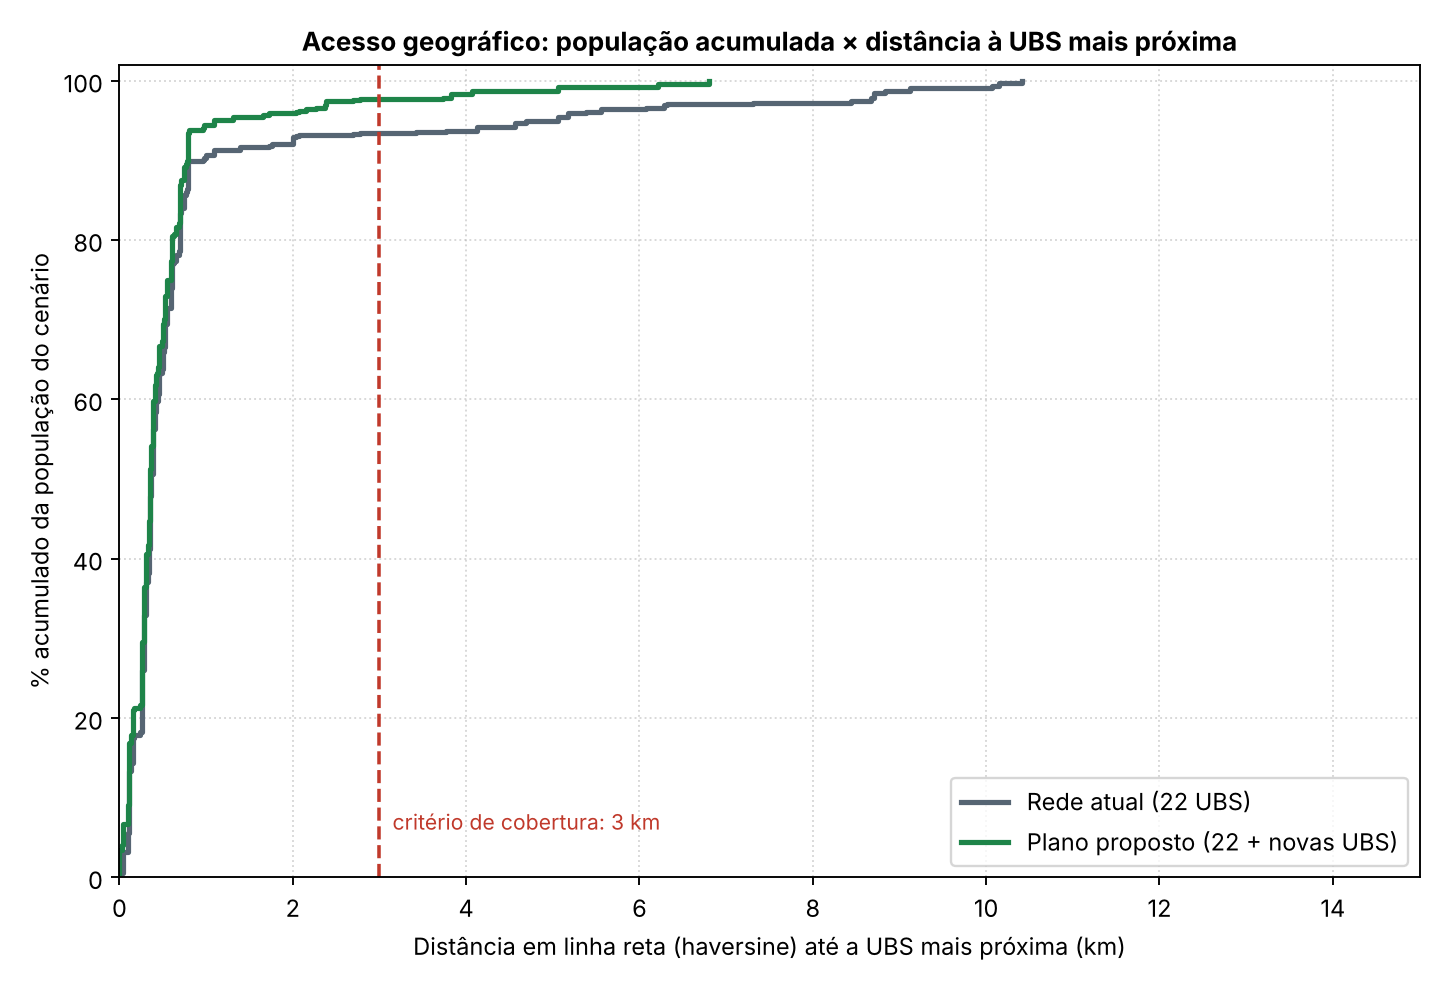 Acesso geográfico: população acumulada × distância à UBS mais próxima
% acumulado da população do cenário
100
80
60
40
20
0
critério de cobertura: 3 km
Rede atual (22 UBS)
Plano proposto (22 + novas UBS)
0 2 4 6 8 10 12 14
Distância em linha reta (haversine) até a UBS mais próxima (km)